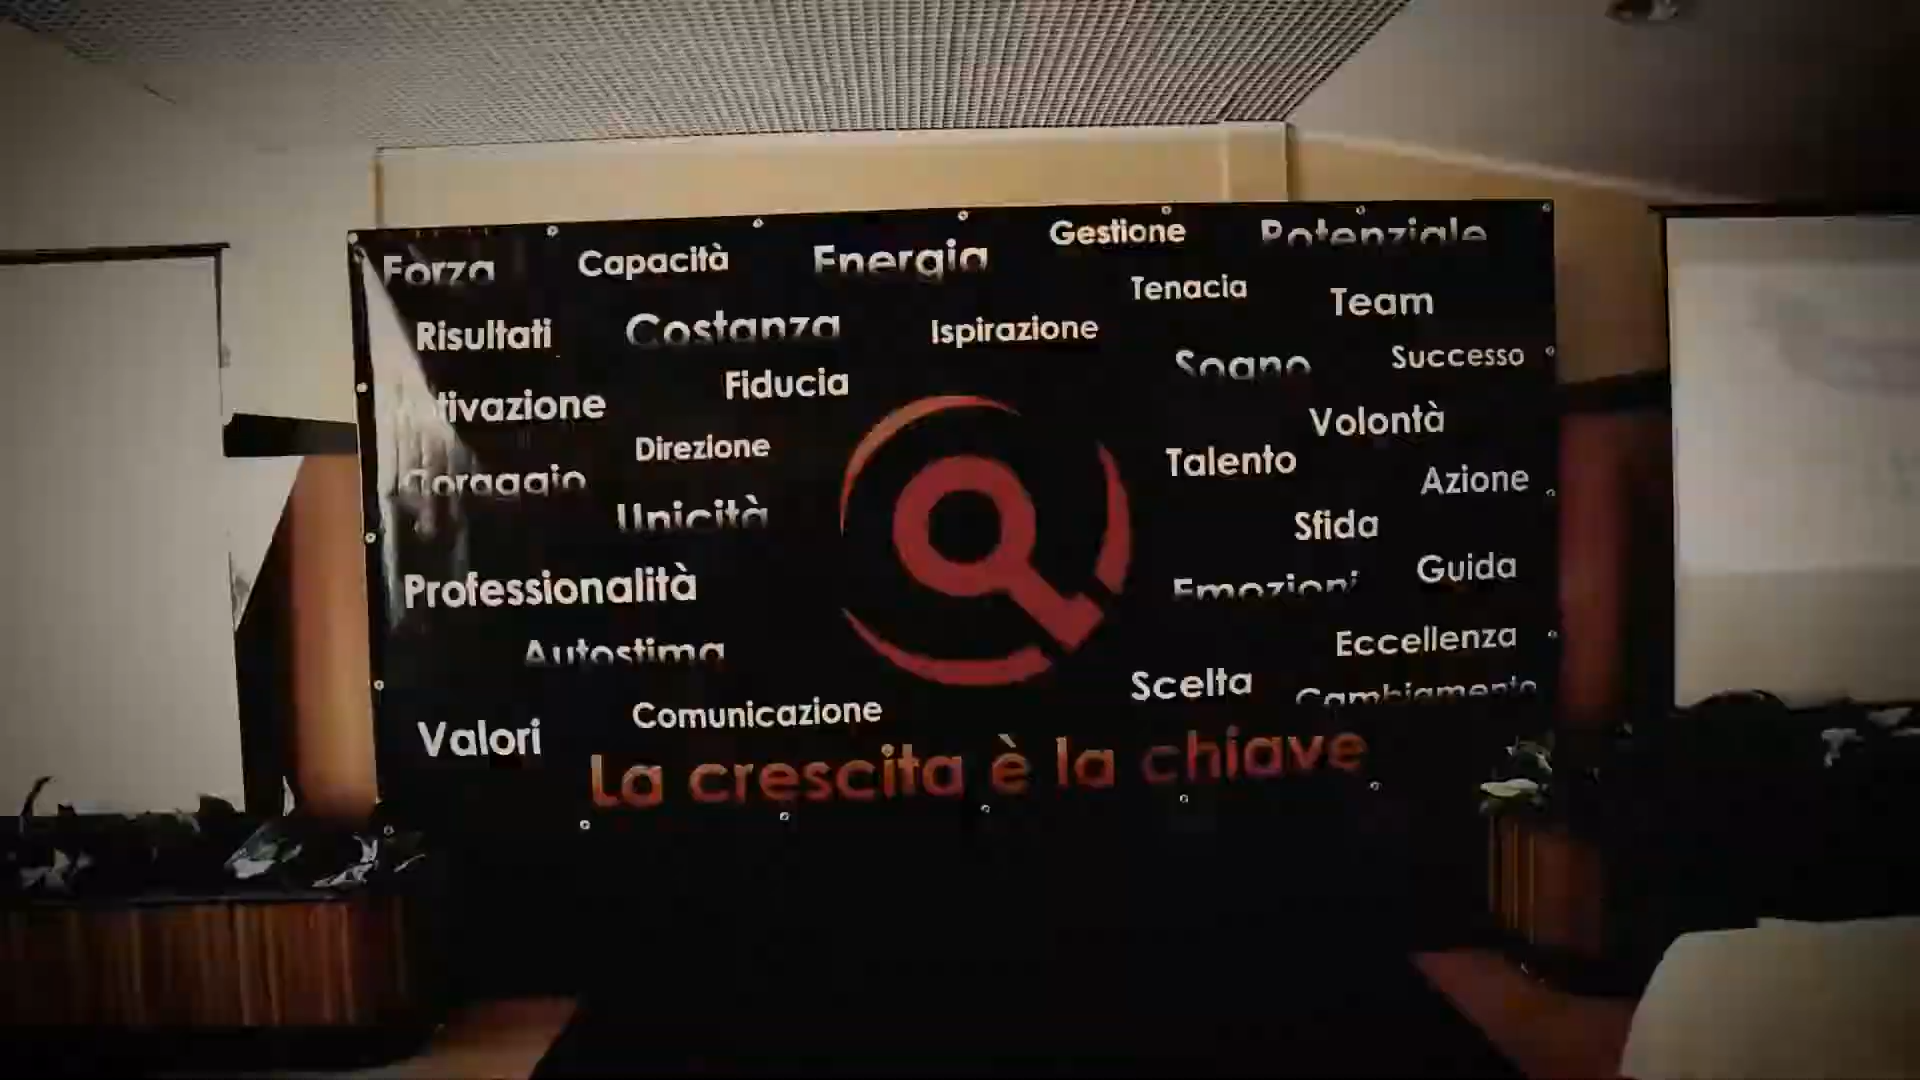 Forza
Capacità
Energia
Gestione
Potenziale
Risultati
Costanza
Ispirazione
Tenacia
Team
Fiducia
Sogno
Successo
tivazione
Direzione
Volontà
Talento
Coraggio
Unicità
Azione
Sfida
Professionalità
Emozioni
Guida
Autostima
Eccellenza
Scelta
Cambiamento
Valori
Comunicazione
La crescita è la chiave